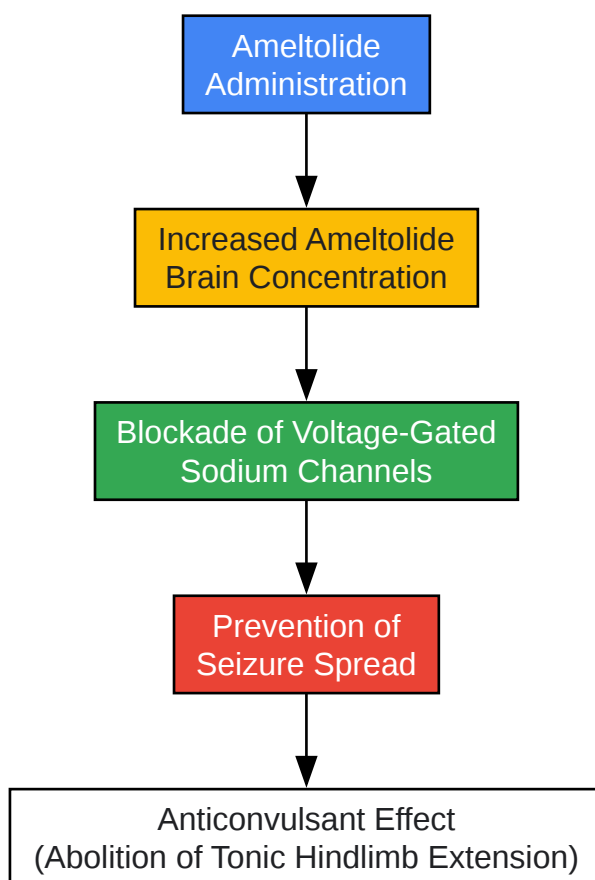 Ameltolide
Administration
Increased Ameltolide
Brain Concentration
Blockade of Voltage-Gated
Sodium Channels
Prevention of
Seizure Spread
Anticonvulsant Effect
(Abolition of Tonic Hindlimb Extension)